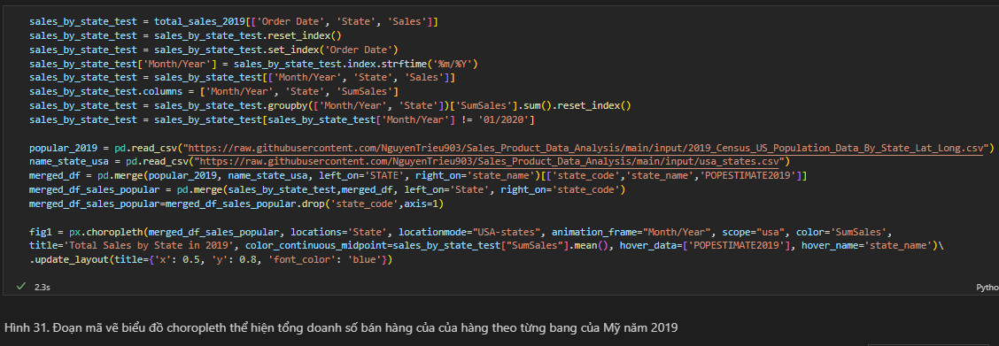 sales_by_state_test = total_sales_2019[['Order Date', 'State', 'Sales']]
sales_by_state_test = sales_by_state_test.reset_index()
sales_by_state_test = sales_by_state_test.set_index('Order Date')
sales_by_state_test['Month/Year'] = sales_by_state_test.index.strftime('%m/%Y')
sales_by_state_test = sales_by_state_test[['Month/Year', 'State', 'Sales']]
sales_by_state_test.columns = ['Month/Year', 'State', 'SumSales']
sales_by_state_test = sales_by_state_test.groupby(['Month/Year', 'State'])['SumSales'].sum().reset_index()
sales_by_state_test = sales_by_state_test[sales_by_state_test['Month/Year'] != '01/2020']
popular_2019 = pd.read_csv("https://raw.githubusercontent.com/NguyenTrieu903/Sales_Product_Data_Analysis/main/input/2019_Census_US_Population_Data_By_State_Lat_Long.csv")
name_state_usa = pd.read_csv("https://raw.githubusercontent.com/NguyenTrieu903/Sales_Product_Data_Analysis/main/input/usa_states.csv")
merged_df = pd.merge(popular_2019, name_state_usa, left_on='STATE', right_on='state_name')[['state_code','state_name','POPESTIMATE2019']]
merged_df_sales_popular = pd.merge(sales_by_state_test,merged_df, left_on='State', right_on='state_code')
merged_df_sales_popular=merged_df_sales_popular.drop('state_code',axis=1)
fig1 = px.choropleth(merged_df_sales_popular, locations='State', locationmode="USA-states", animation_frame="Month/Year", scope="usa", color='SumSales',
title='Total Sales by State in 2019', color_continuous_midpoint=sales_by_state_test["SumSales"].mean(), hover_data=['POPESTIMATE2019'], hover_name='state_name')\
.update_layout(title={'x': 0.5, 'y': 0.8, 'font_color': 'blue'})
2.3s
Pytho
Hình 31. Đoạn mã vẽ biểu đồ choropleth thể hiện tổng doanh số bán hàng của của hàng theo từng bang của Mỹ năm 2019